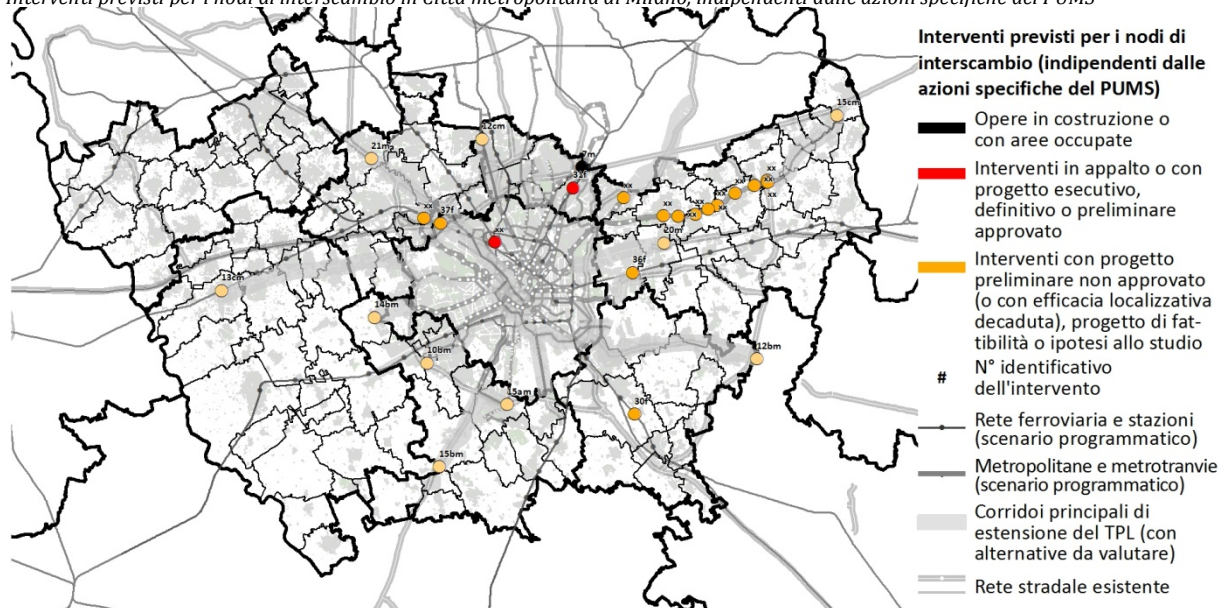 Interventi previsti per i nodi di interscambio in Città metropolitana di Milano, indipendenti dalle azioni specifiche del PUMS
Interventi previsti per i nodi di
interscambio (indipendenti dalle
azioni specifiche del PUMS)
Opere in costruzione o
con aree occupate
Interventi in appalto o con
progetto esecutivo,
definitivo o preliminare
approvato
Interventi con progetto
preliminare non approvato
(o con efficacia localizzativa
decaduta), progetto di fat-
tibilità o ipotesi allo studio
#
N° identificativo
dell'intervento
Rete ferroviaria e stazioni
(scenario programmatico)
Metropolitane e metrotranvie
(scenario programmatico)
Corridoi principali di
estensione del TPL (con
alternative da valutare)
Rete stradale esistente
15cm
12cm
21m
7m
31f
xx
xx
xx
xx
xx
xx
xx
xx
xx
37f
xx
xx
20m
36f
13cm
14bm
10bm
12bm
15am
30f
15bm